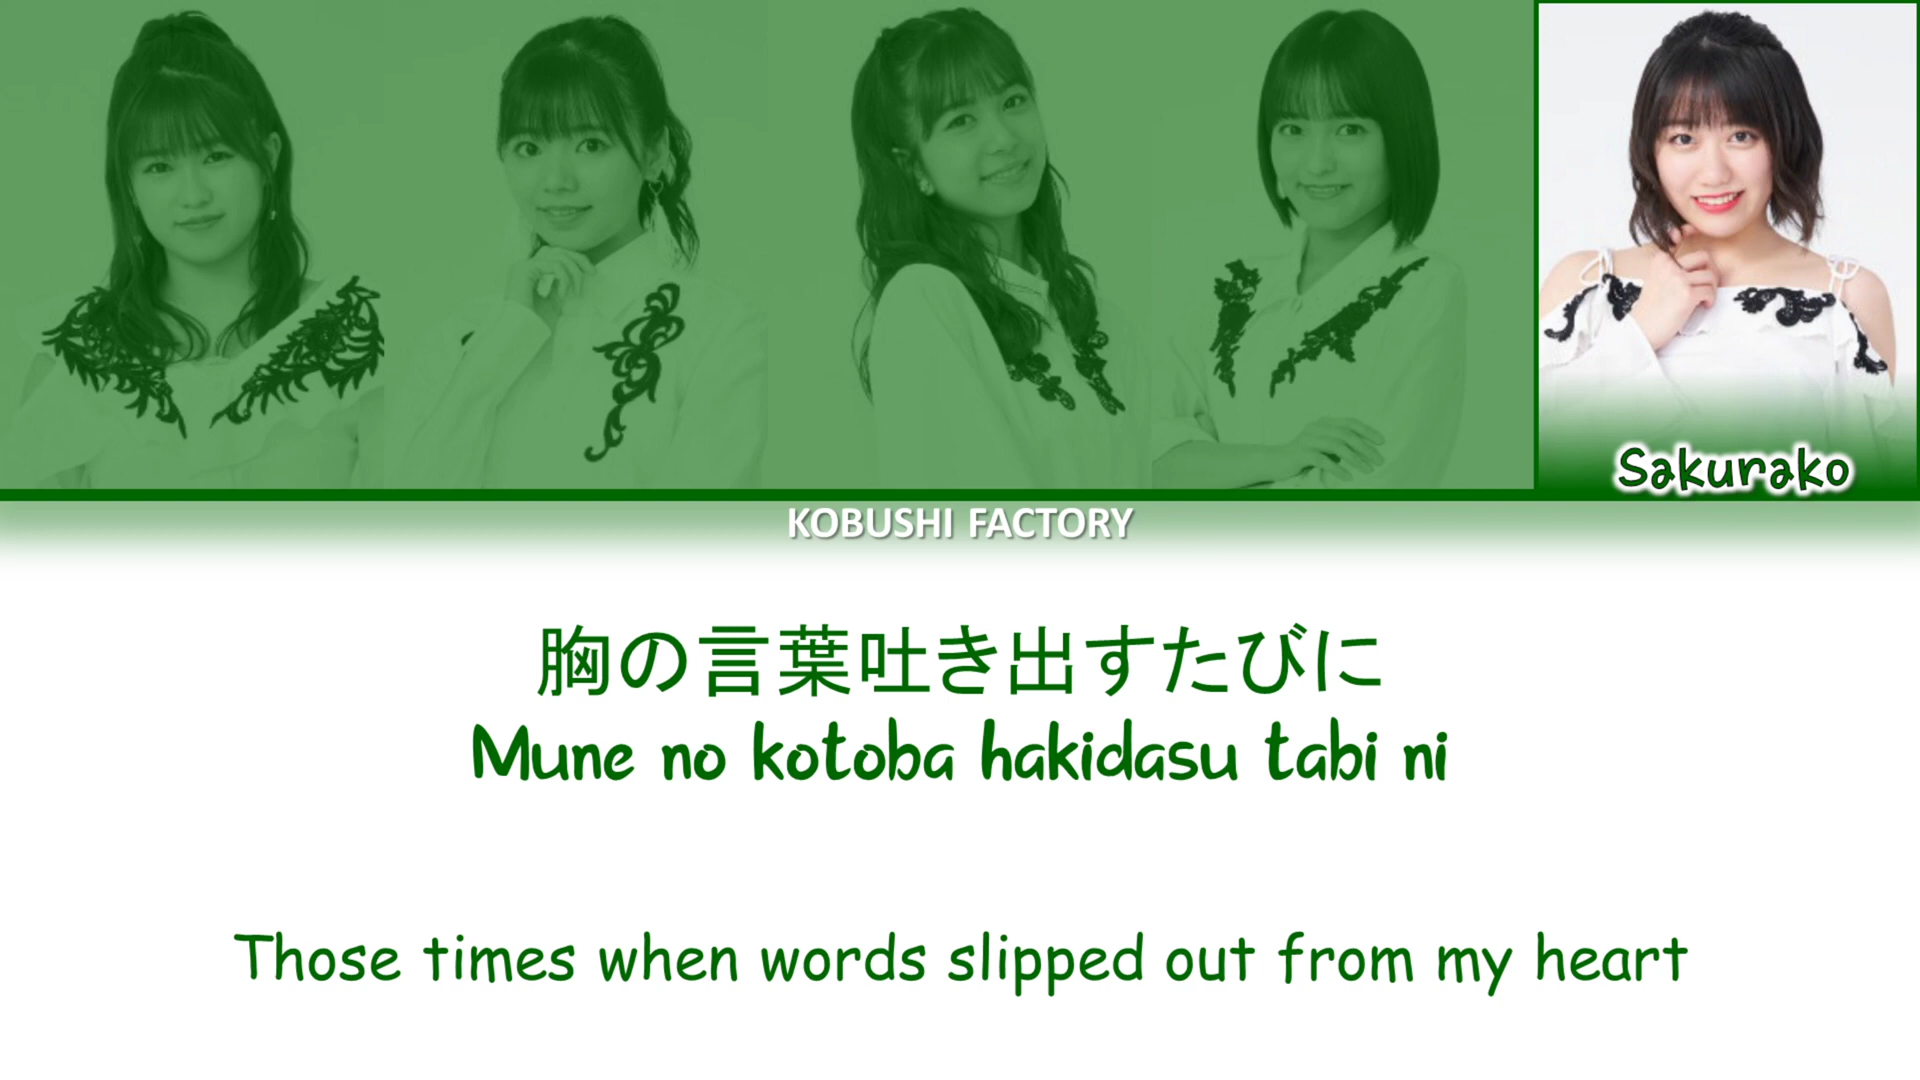 Sakurako
KOBUSHI FACTORY
胸の言葉吐き出すたびに
Mune no kotoba hakidasu tabi ni
Those times when words slipped out from my heart